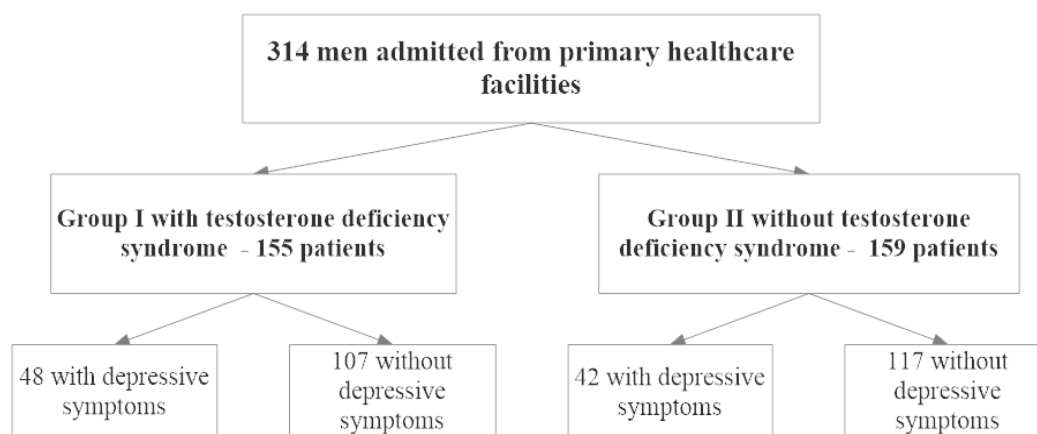 314 men admitted from primary healthcare
facilities
Group I with testosterone deficiency
syndrome - 155 patients
Group II without testosterone
deficiency syndrome - 159 patients
48 with depressive
symptoms
107 without
depressive
symptoms
42 with depressive
symptoms
117 without
depressive
symptoms